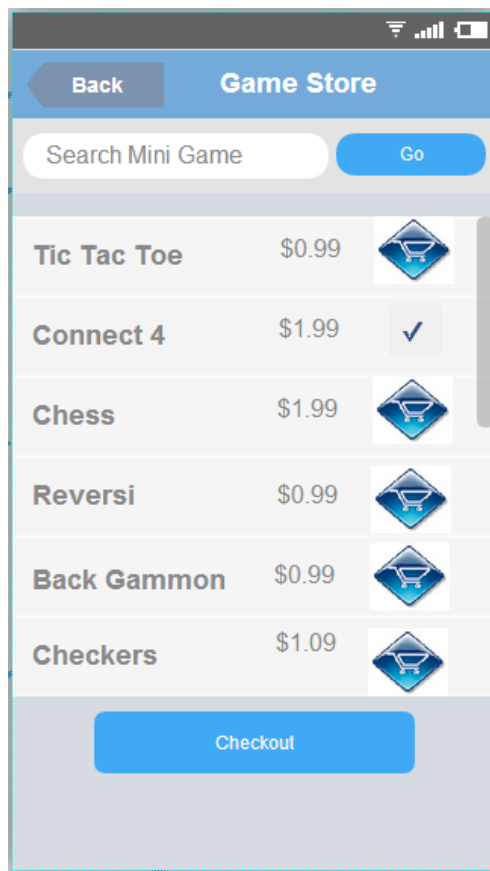 Back Game Store
Search Mini Game Go
Tic Tac Toe $0.99
Connect 4 $1.99
Chess $1.99
Reversi $0.99
Back Gammon $0.99
Checkers $1.09
Checkout